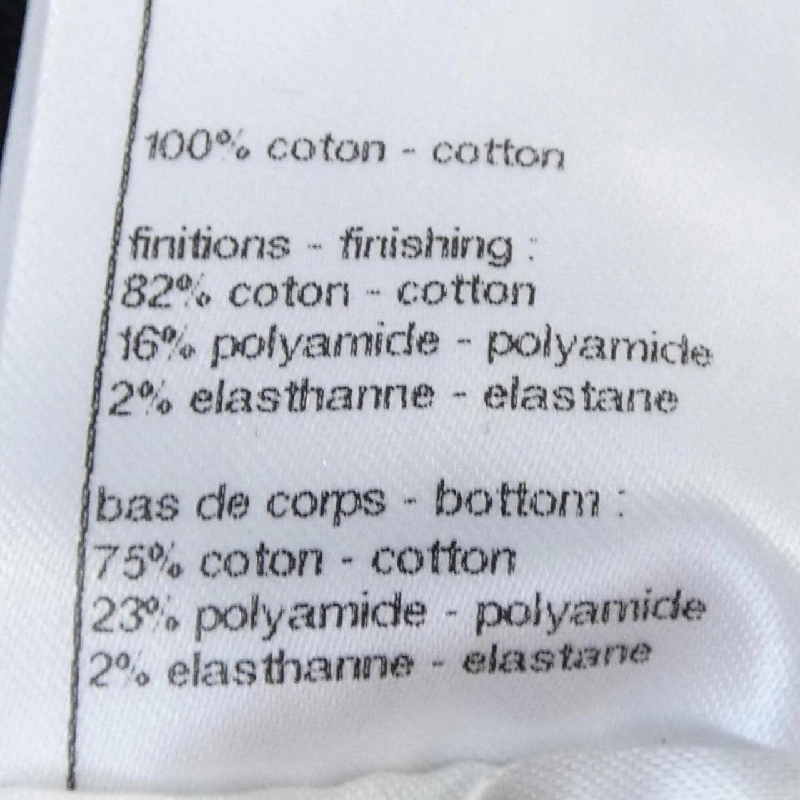 100% coton - cotton
finitions - finishing :
82% coton - cotton
16% polyamide - polyamide
2% elasthanne - elastane
bas de corps - bottom :
75% coton - cotton
23% polyamide - polyamide
2% elasthanne - elastane